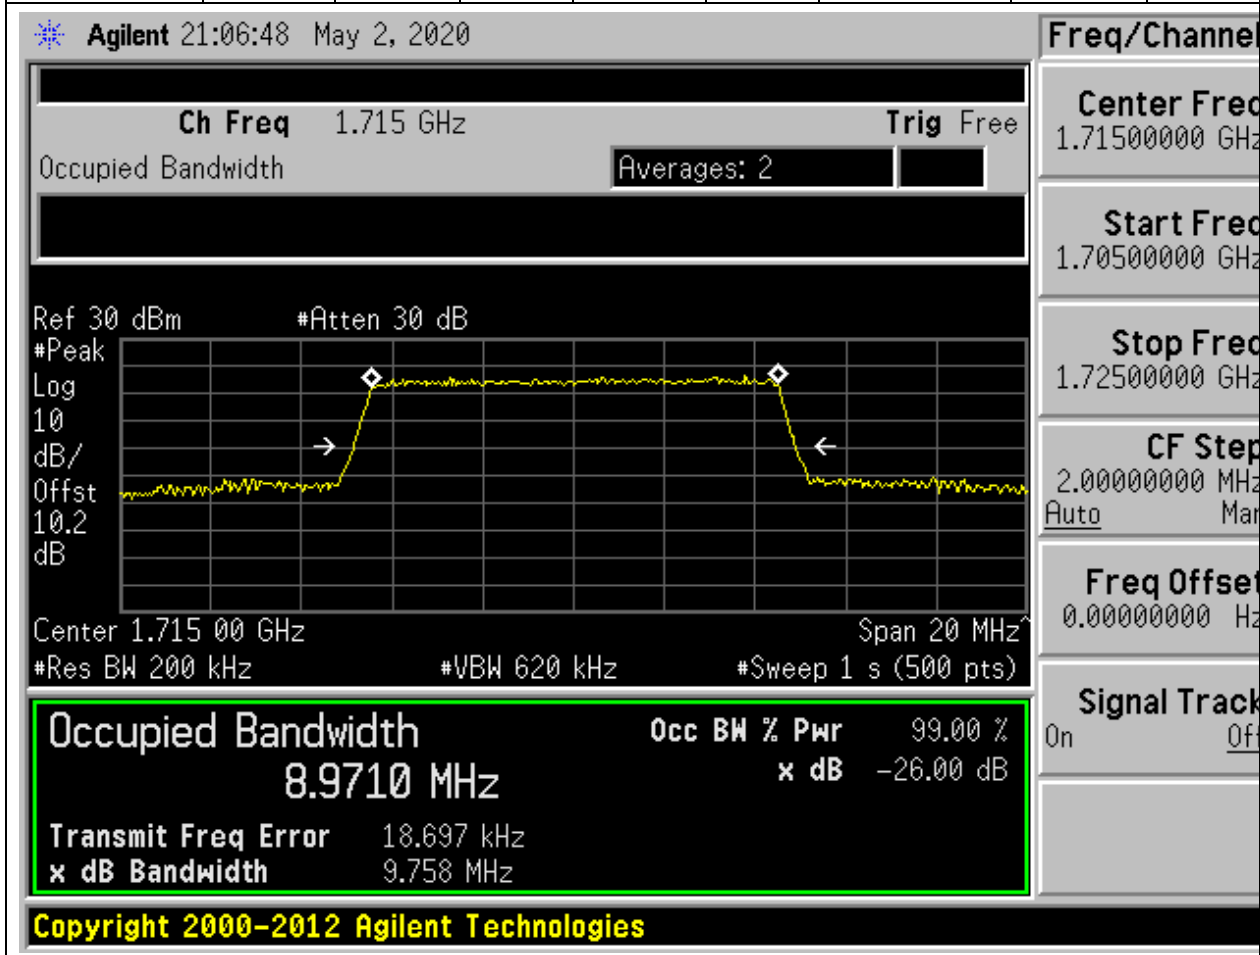 Agilent 21:06:48 May 2, 2020
Freq/Channel
Ch Freq 1.715 GHz Trig Free
Occupied Bandwidth Averages: 2
Center Freq
1.71500000 GHz
Start Freq
1.70500000 GHz
Stop Freq
1.72500000 GHz
CF Step
2.00000000 MHz
Auto Man
Freq Offset
0.00000000 Hz
Signal Track
On Off
Ref 30 dBm #Atten 30 dB
#Peak
Log
10
dB/
Offst
10.2
dB
Center 1.715 00 GHz Span 20 MHz^
#Res BW 200 kHz #VBW 620 kHz #Sweep 1 s (500 pts)
Occupied Bandwidth Occ BW % Pwr 99.00 %
8.9710 MHz x dB -26.00 dB
Transmit Freq Error 18.697 kHz
x dB Bandwidth 9.758 MHz
Copyright 2000-2012 Agilent Technologies